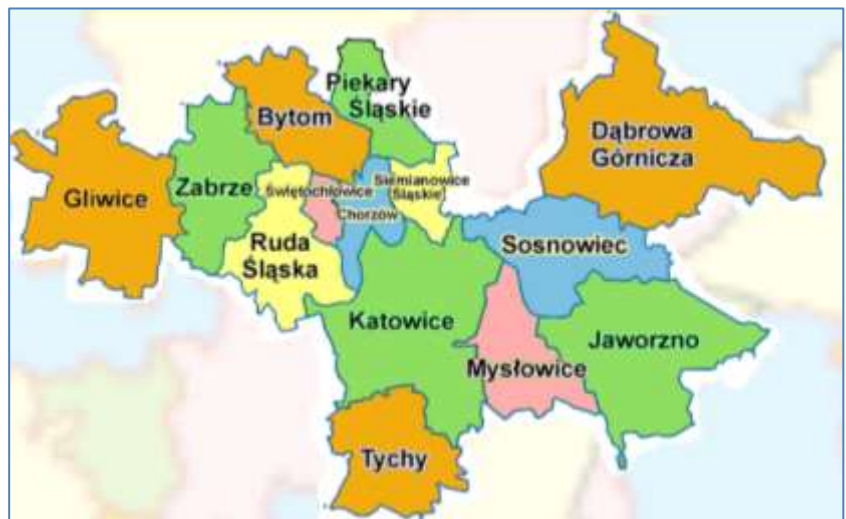 Piekary
Śląskie
Bytom
Dąbrowa
Górnicza
Gliwice
Zabrze
Świętochłowice
Siemianowice
Śląskie
Chorzów
Ruda
Śląska
Sosnowiec
Katowice
Jaworzno
Mysłowice
Tychy